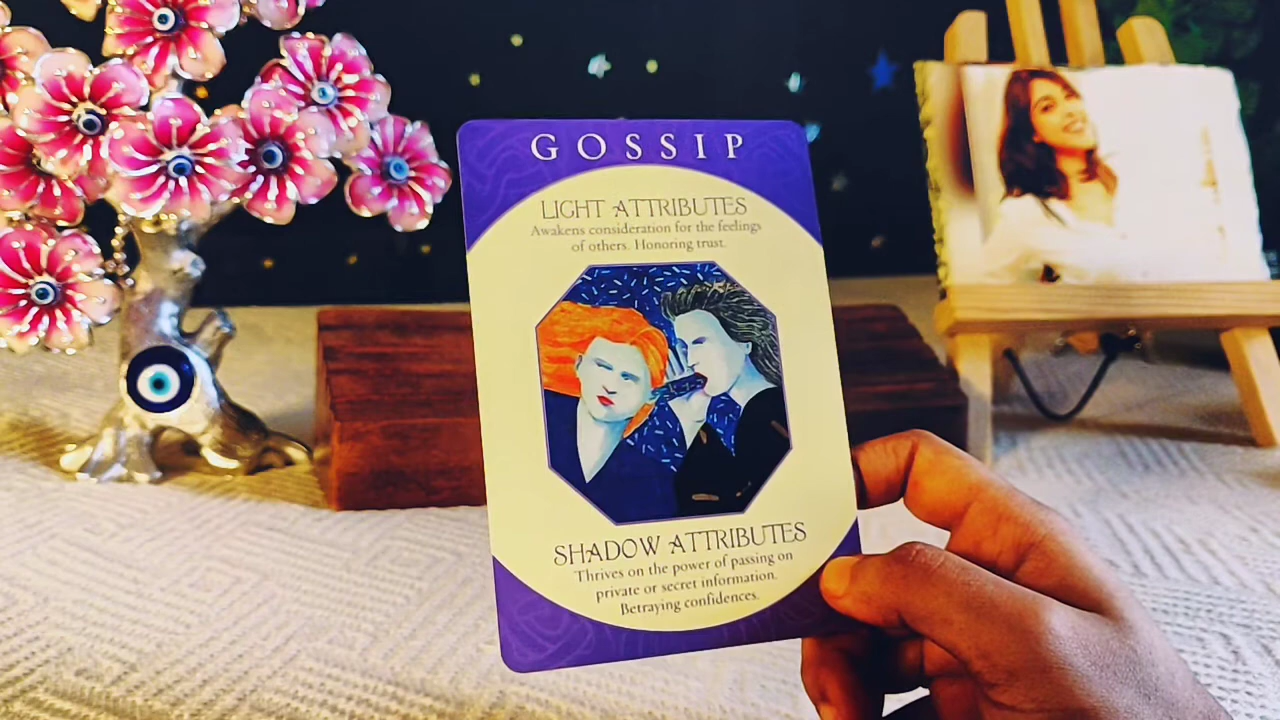 GOSSIP
LIGHT ATTRIBUTES
Awakens consideration for the feelings
of others. Honoring trust.
SHADOW ATTRIBUTES
Thrives on the power of passing on
private or secret information.
Betraying confidences.